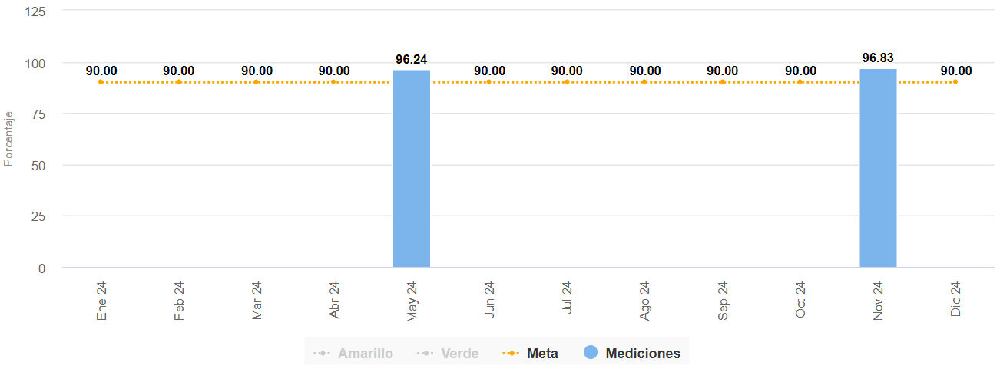 125
100
75
50
25
0
Porcentaje
90.00 90.00 90.00 90.00 96.24 90.00 90.00 90.00 90.00 90.00 96.83 90.00
Ene 24 Feb 24 Mar 24 Abr 24 May 24 Jun 24 Jul 24 Ago 24 Sep 24 Oct 24 Nov 24 Dic 24
Amarillo Verde Meta Mediciones